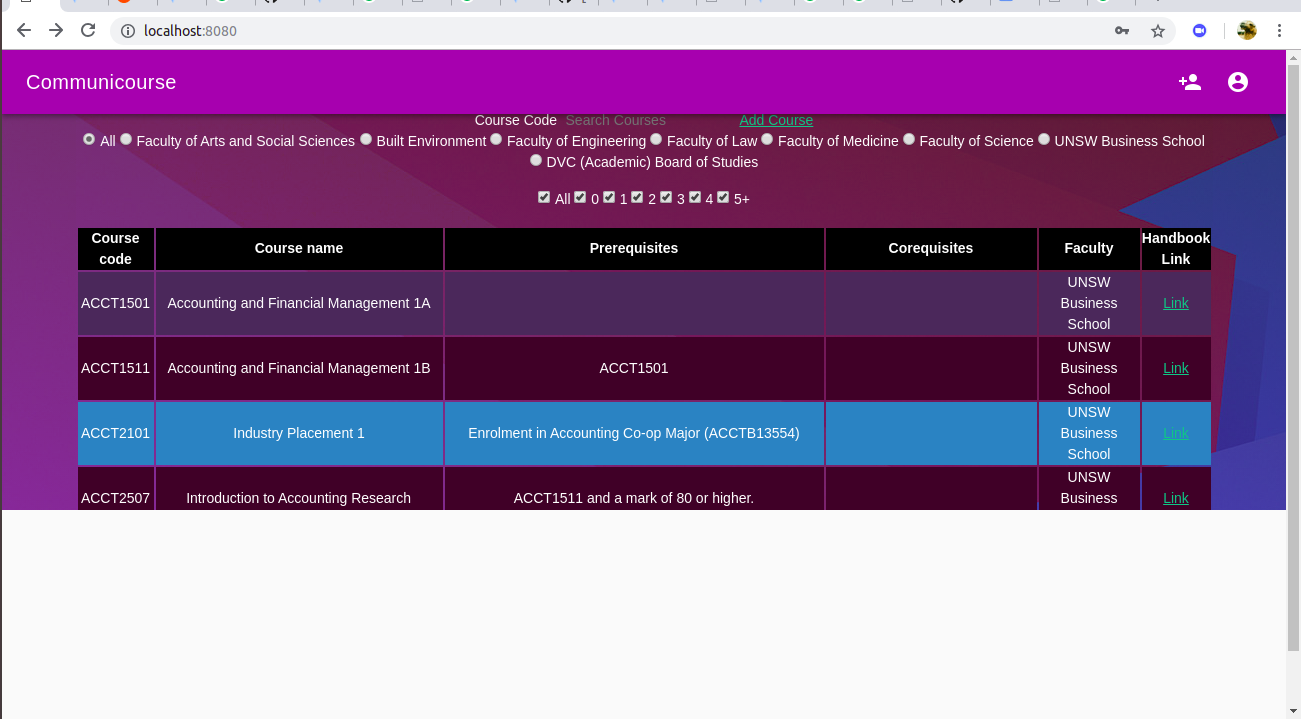 localhost:8080
Communicourse
Course Code Search Courses Add Course
All Faculty of Arts and Social Sciences Built Environment Faculty of Engineering Faculty of Law Faculty of Medicine Faculty of Science UNSW Business School
DVC (Academic) Board of Studies
All 0 1 2 3 4 5+
Course code Course name Prerequisites Corequisites Faculty Handbook Link
ACCT1501 Accounting and Financial Management 1A UNSW Business School Link
ACCT1511 Accounting and Financial Management 1B ACCT1501 UNSW Business School Link
ACCT2101 Industry Placement 1 Enrolment in Accounting Co-op Major (ACCTB13554) UNSW Business School Link
ACCT2507 Introduction to Accounting Research ACCT1511 and a mark of 80 or higher. UNSW Business Link